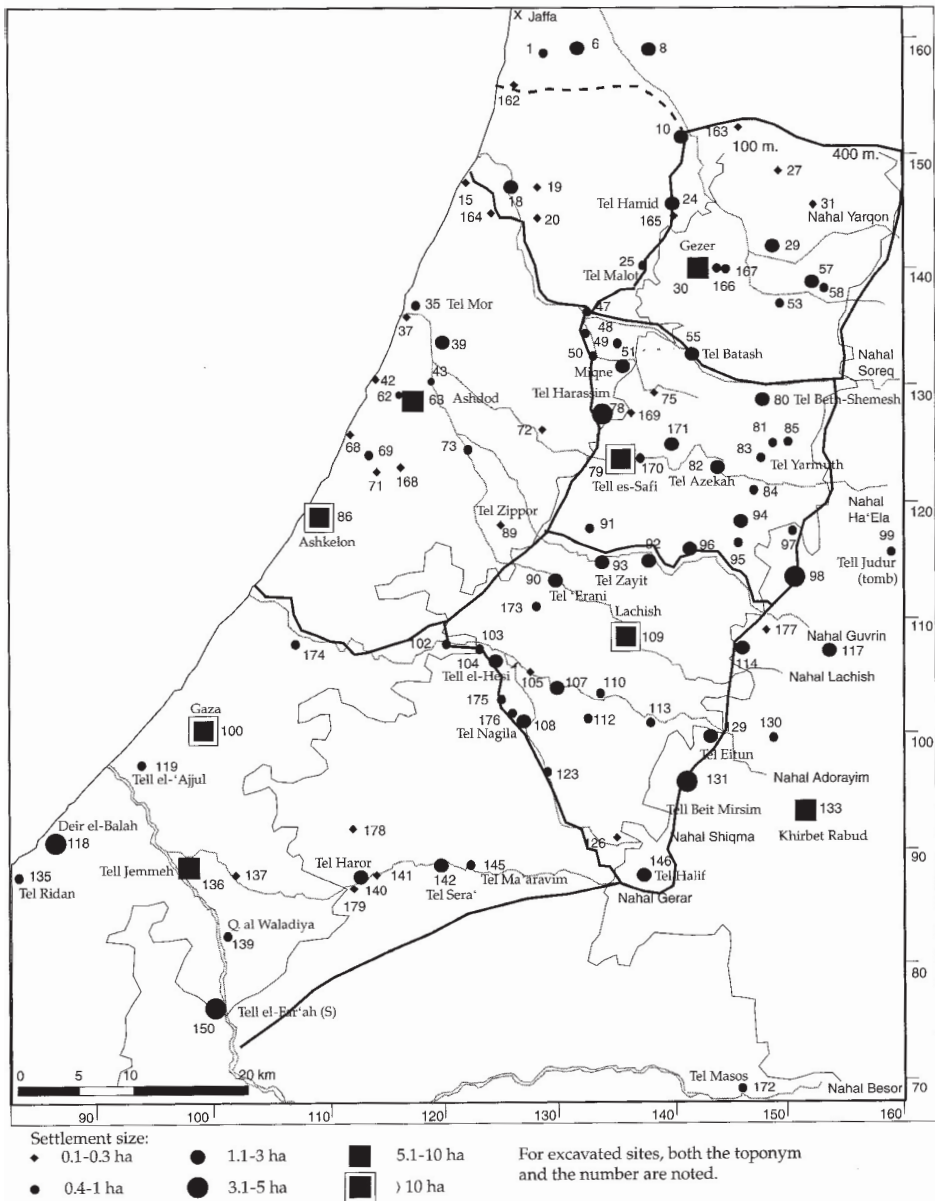 Jaffa
1
6
8
160
162
10
163
100 m.
400 m.
150
27
15
18
19
164
20
Tel Hamid
24
165
31
Nahal Yarqon
Gezer
25
Tel Malot
30
166
167
29
57
58
53
140
35
Tel Mor
37
39
47
48
49
50
51
Miqne
55
Tel Batash
Nahal
Soreq
130
42
43
62
63
Ashdod
Tel Harassim
78
169
75
80
Tel Beth-Shemesh
68
69
71
168
72
73
171
81
85
83
79
Tell es-Safi
170
Tel Azekah
82
Tel Yarmuth
84
120
86
Ashkelon
Tel Zippor
89
91
94
95
97
Nahal
Ha'Ela
99
Tell Judur
(tomb)
92
93
96
98
Tel Zayit
90
Tel 'Erani
173
Lachish
109
110
177
Nahal Guvrin
114
117
Nahal Lachish
174
102
103
104
Tell el-Hesi
105
107
110
175
176
Tel Nagila
108
112
113
129
Tel Eitun
130
100
Gaza
100
119
Tell el-'Ajjul
123
131
Nahal Adorayim
Tell Beit Mirsim
133
Khirbet Rabud
Deir el-Balah
118
178
126
Nahal Shiqma
90
135
Tel Ridan
Tell Jemmeh
136
137
Tel Haror
140
141
179
142
Tel Sera'
145
Tel Ma'aravim
146
Tel Halif
Nahal Gerar
Q. al Waladiya
139
80
150
Tell el-Far'ah (S)
0 5 10 20 km
Tel Masos
172
Nahal Besor
70
90 100 110 120 130 140 150 160
Settlement size:
0.1-0.3 ha
1.1-3 ha
5.1-10 ha
0.4-1 ha
3.1-5 ha
⟩ 10 ha
For excavated sites, both the toponym
and the number are noted.